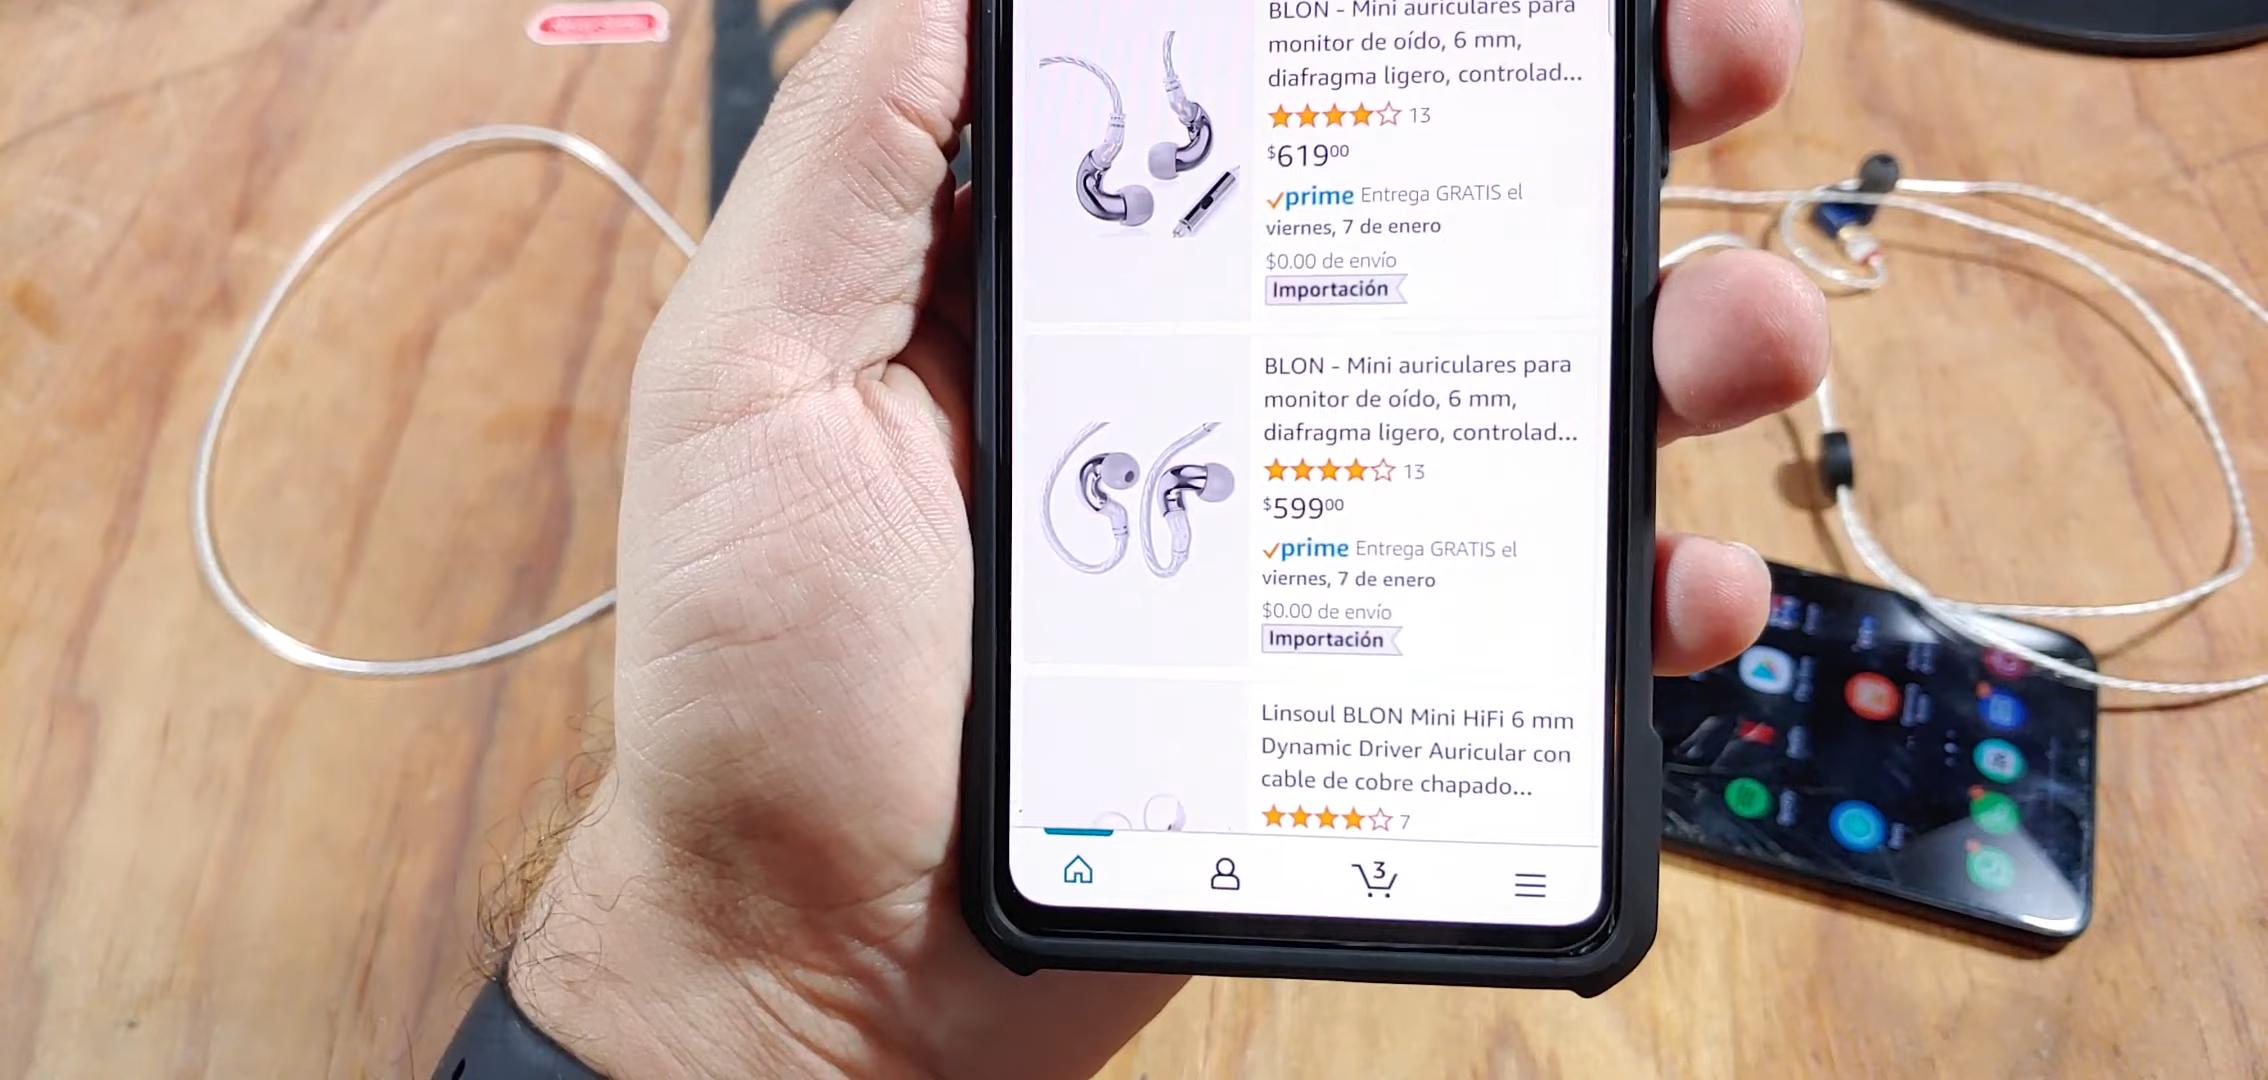 BLON - Mini auriculares para
monitor de oído, 6 mm,
diafragma ligero, controlad...
13
$61900
prime Entrega GRATIS el
viernes, 7 de enero
$0.00 de envío
Importación
BLON - Mini auriculares para
monitor de oído, 6 mm,
diafragma ligero, controlad...
13
$59900
prime Entrega GRATIS el
viernes, 7 de enero
$0.00 de envío
Importación
Linsoul BLON Mini HiFi 6 mm
Dynamic Driver Auricular con
cable de cobre chapado...
7
3